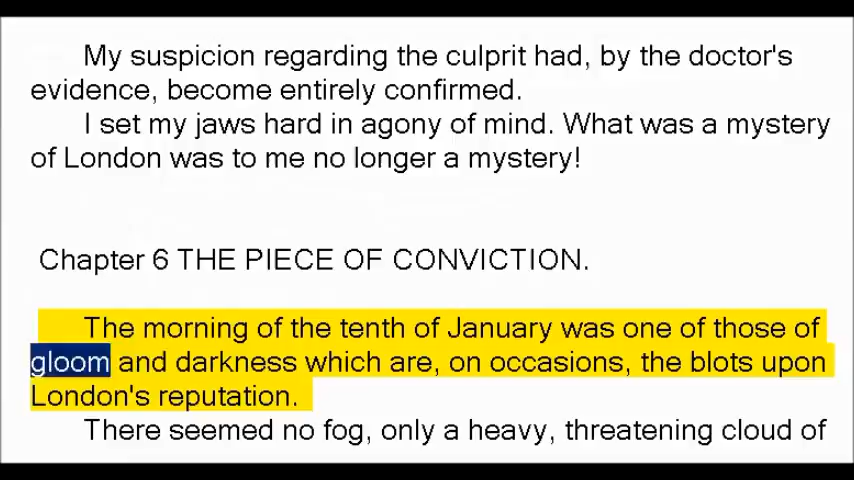 My suspicion regarding the culprit had, by the doctor's
evidence, become entirely confirmed.
I set my jaws hard in agony of mind. What was a mystery
of London was to me no longer a mystery!
Chapter 6 THE PIECE OF CONVICTION.
The morning of the tenth of January was one of those of
gloom and darkness which are, on occasions, the blots upon
London's reputation.
There seemed no fog, only a heavy, threatening cloud of